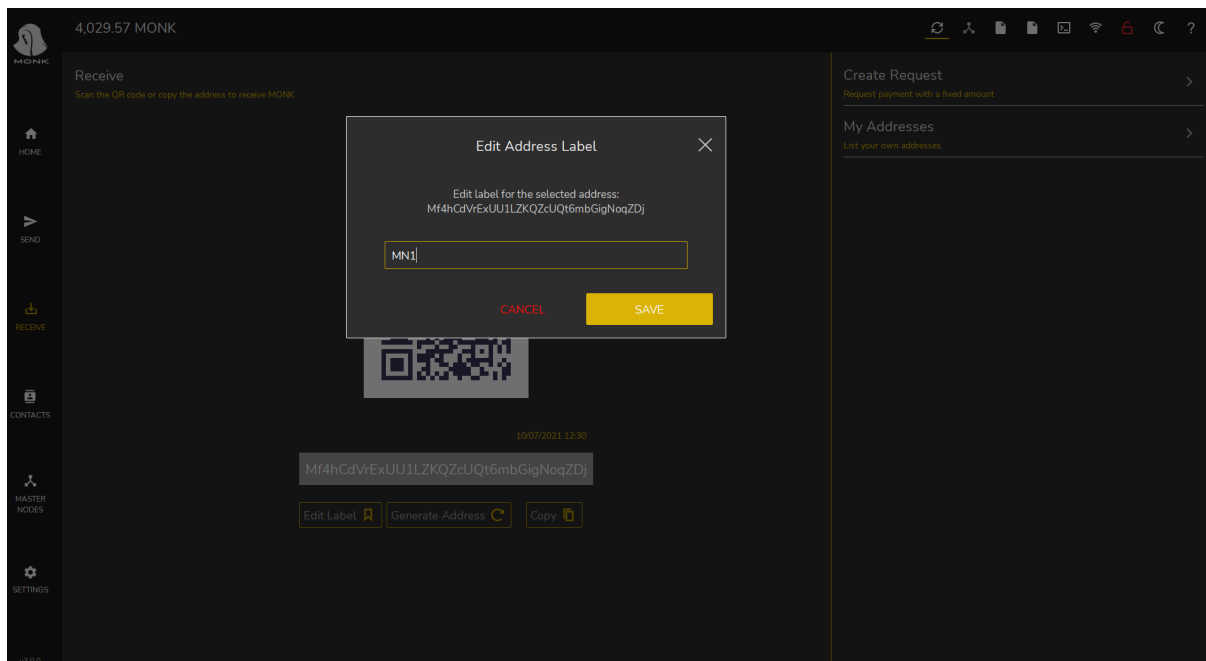 4,029.57 MONK
?
MONK
Receive
Scan the QR code or copy the address to receive MONK
Create Request
Request payment with a fixed amount
My Addresses
List your own addresses
HOME
SEND
RECEIVE
CONTACTS
MASTER
NODES
SETTINGS
Edit Address Label
Edit label for the selected address:
Mf4hCdVrExUU1LZKQZcUQt6mbGigNoqZDj
MN1
CANCEL
SAVE
10/07/2021 12:30
Mf4hCdVrExUU1LZKQZcUQt6mbGigNoqZDj
Edit Label
Generate Address
Copy